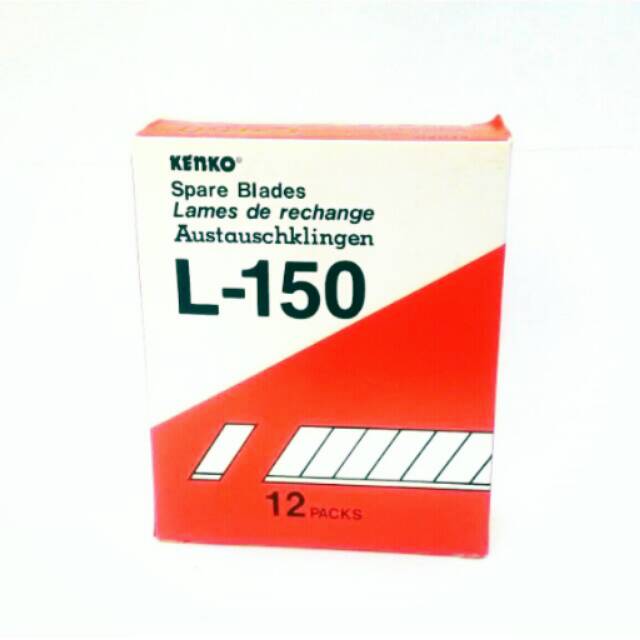 KENKO®
Spare Blades
Lames de rechange
Austauschklingen
L-150
12 PACKS